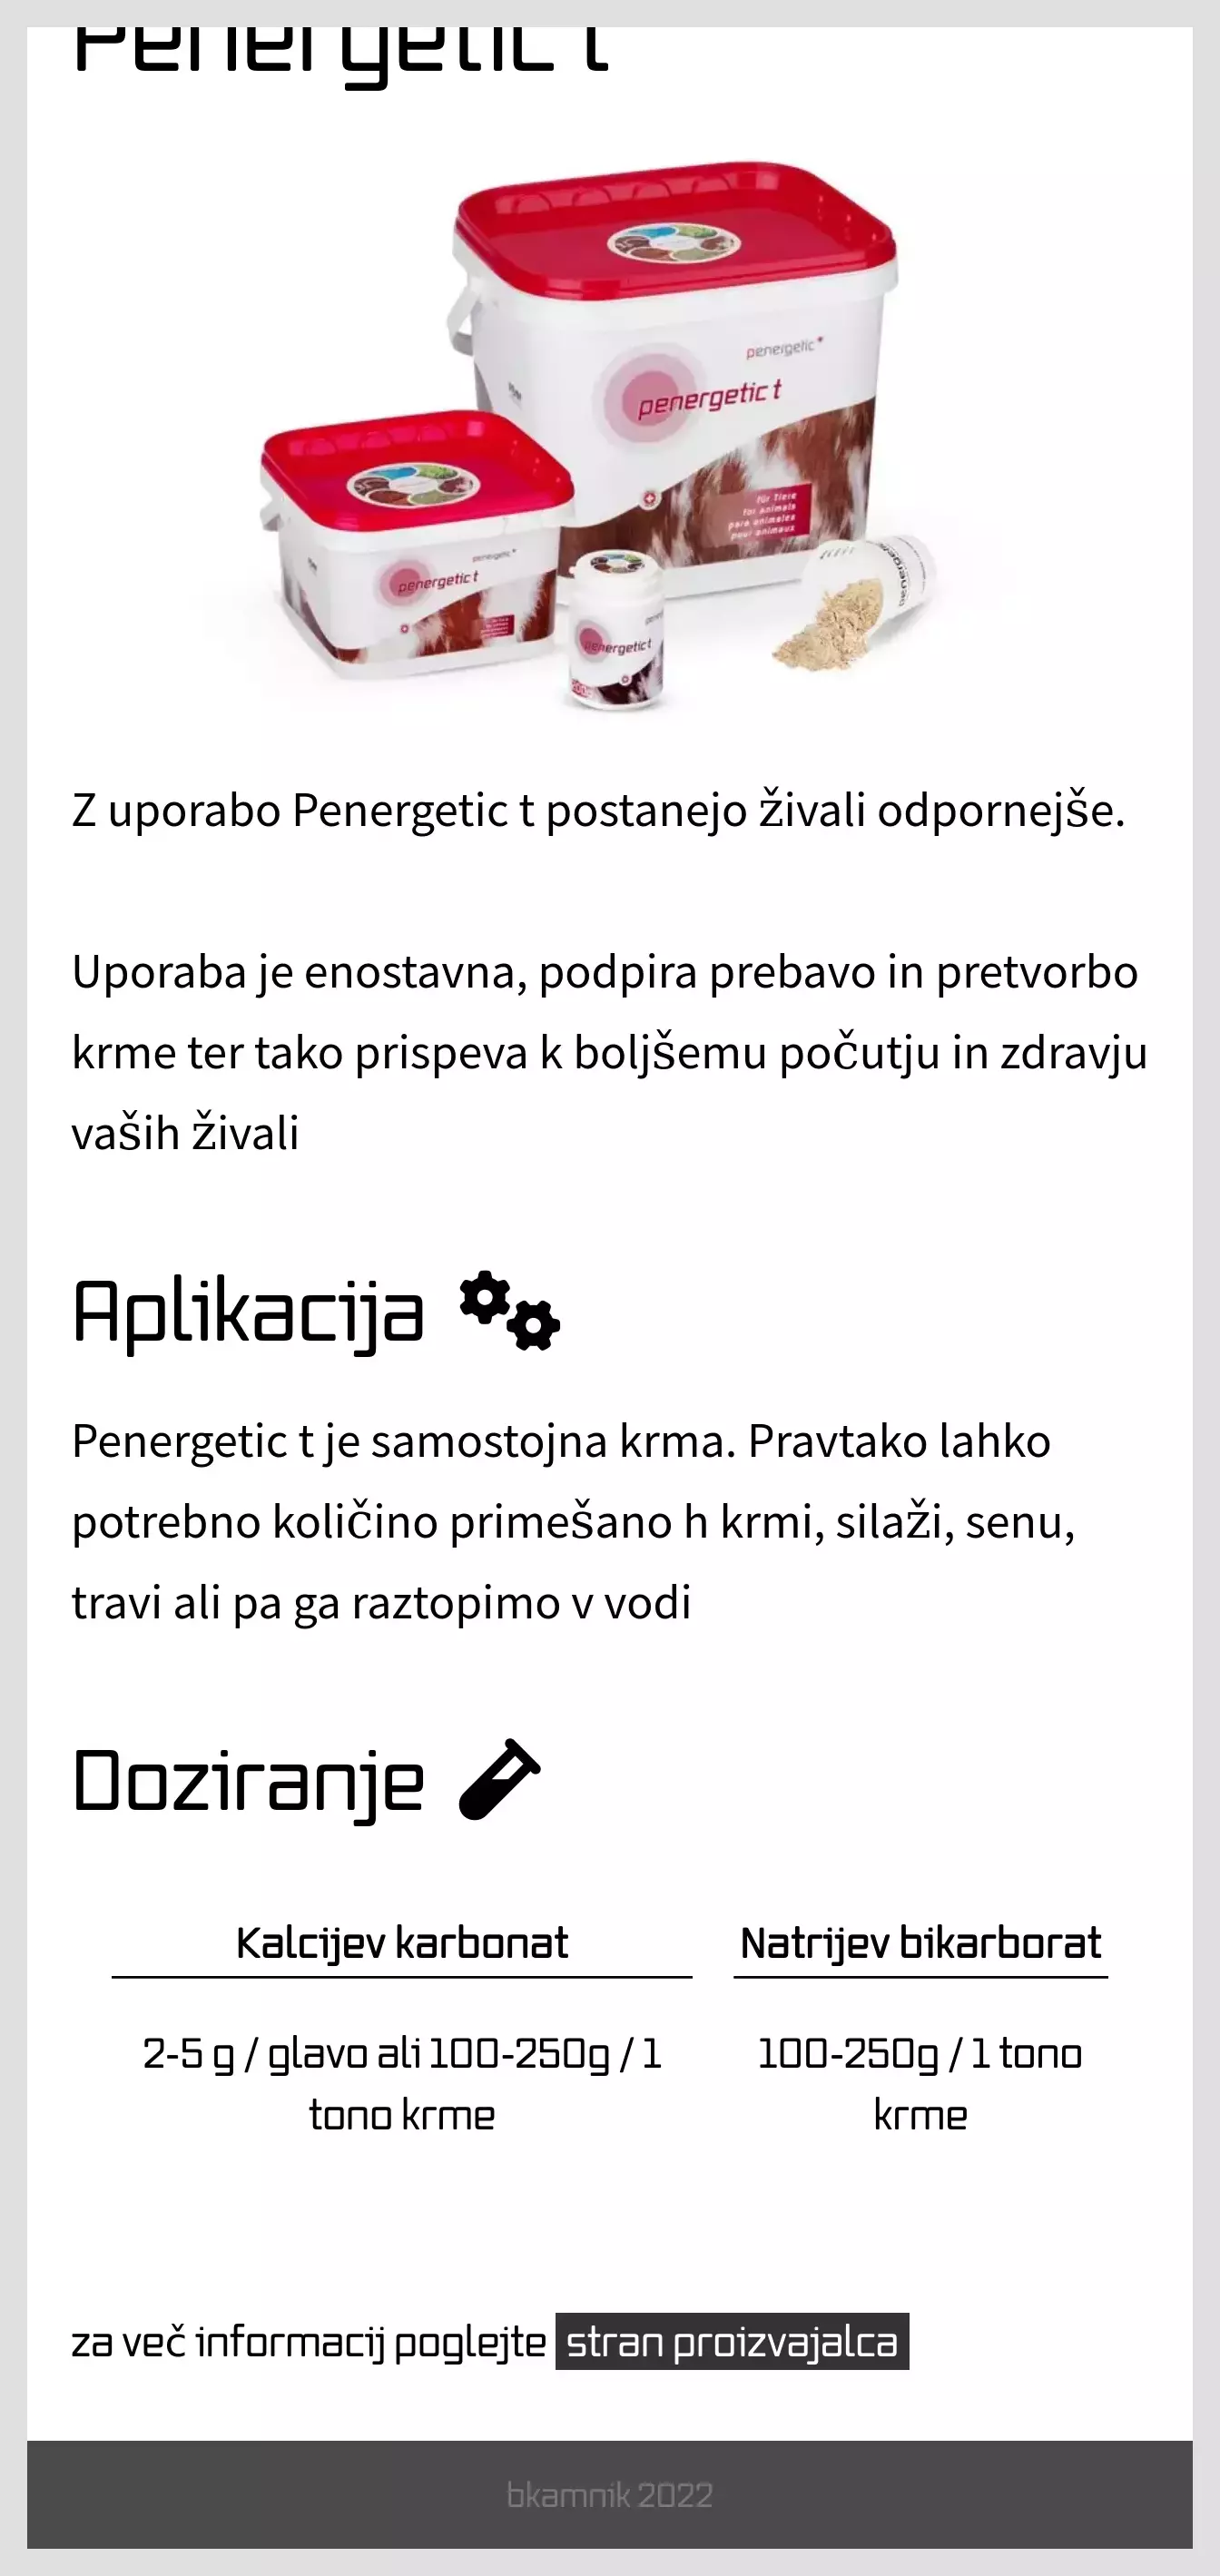 Penergetic t
penergetic
penergetic t
für Tiere
for animals
para animales
pour animaux
penergetic
penergetic t
penergetic t
Z uporabo Penergetic t postanejo živali odpornejše.
Uporaba je enostavna, podpira prebavo in pretvorbo
krme ter tako prispeva k boljšemu počutju in zdravju
vaših živali
Aplikacija
Penergetic t je samostojna krma. Pravtako lahko
potrebno količino primešano h krmi, silaži, senu,
travi ali pa ga raztopimo v vodi
Doziranje
Kalcijev karbonat
Natrijev bikarborat
2-5 g / glavo ali 100-250g / 1
tono krme
100-250g / 1 tono
krme
za več informacij poglejte stran proizvajalca
bkamnik 2022